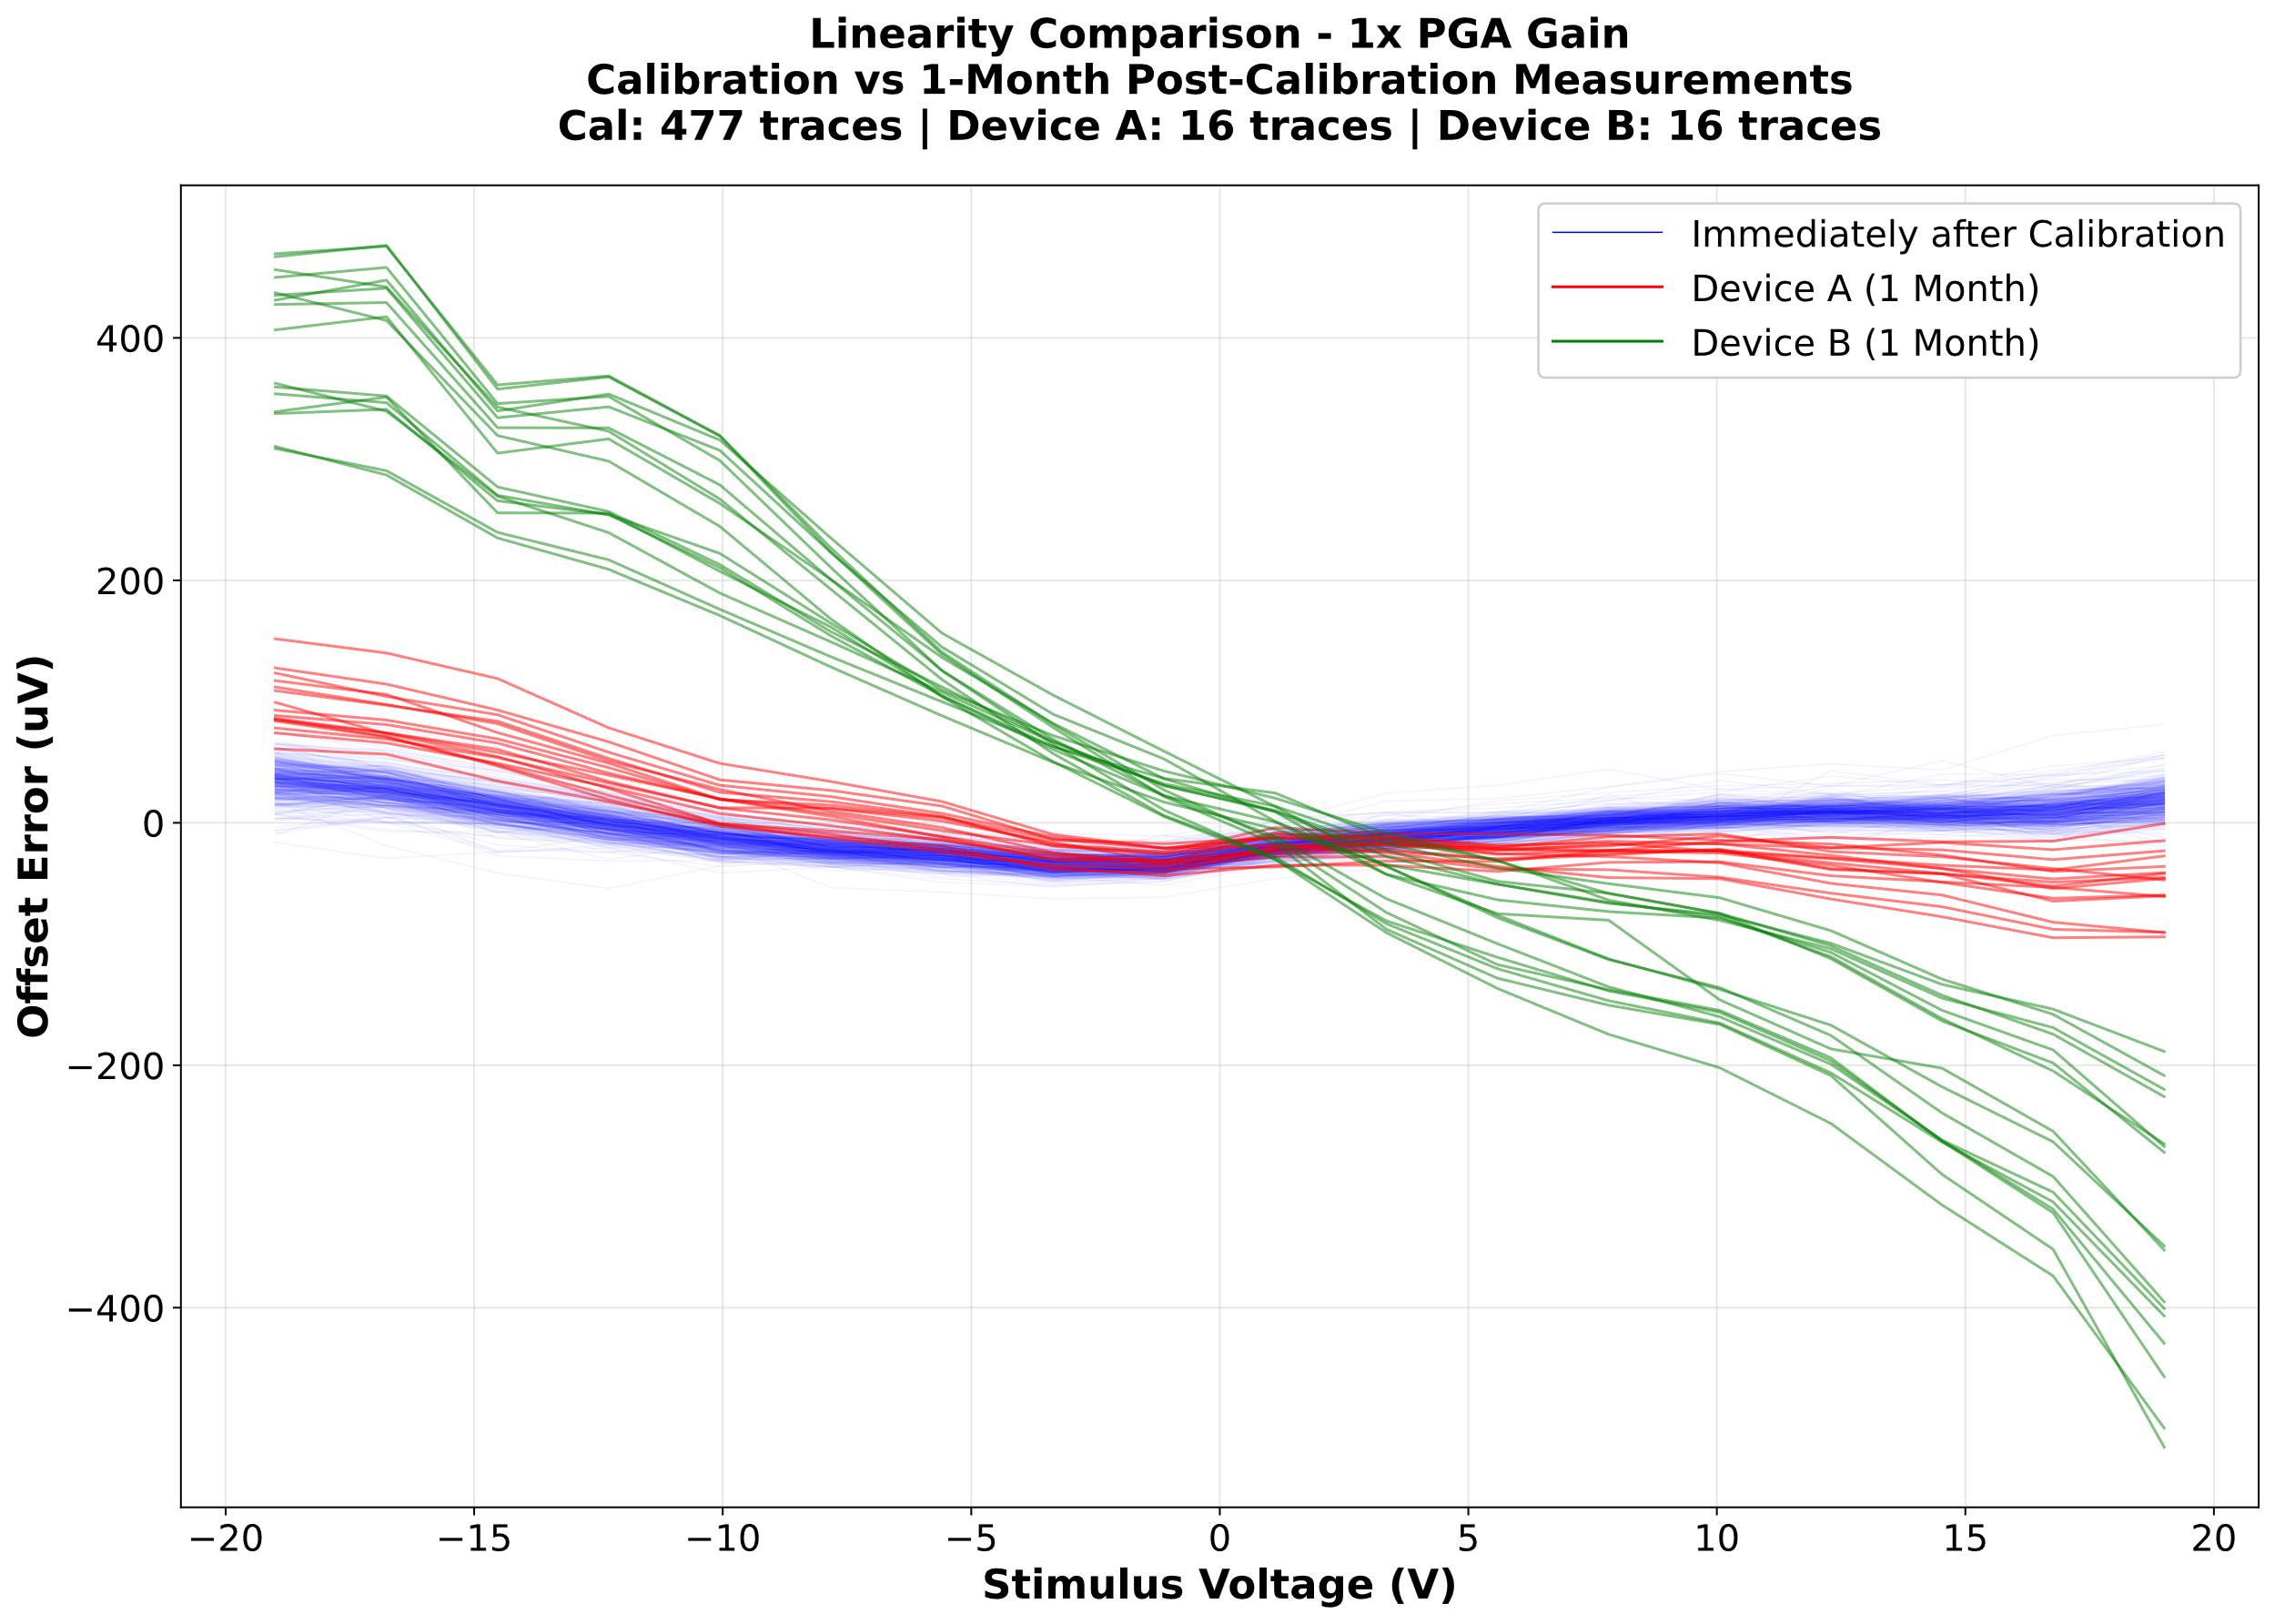 Linearity Comparison - 1x PGA Gain
Calibration vs 1-Month Post-Calibration Measurements
Cal: 477 traces | Device A: 16 traces | Device B: 16 traces
Immediately after Calibration
Device A (1 Month)
Device B (1 Month)
Offset Error (uV)
400
200
0
−200
−400
−20 −15 −10 −5 0 5 10 15 20
Stimulus Voltage (V)